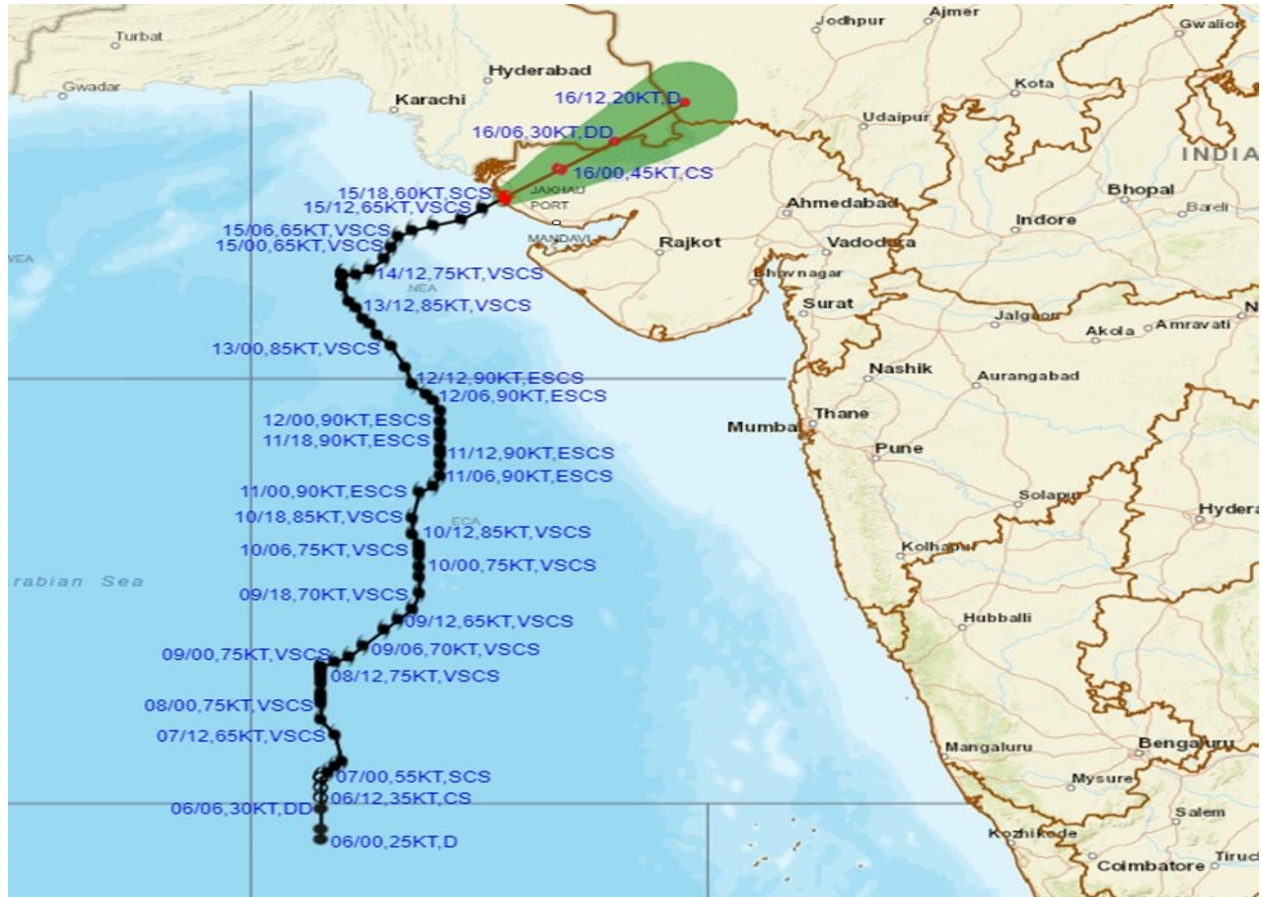 Jodhpur
Ajmer
Gwalior
Turbat
Hyderabad
Gwadar
Karachi
Kota
16/12,20KT,D
Udaipur
16/06,30KT,DD
INDIA
16/00,45KT,CS
15/18,60KT,SCS
JAKHAU
PORT
Bhopal
15/12,65KT,VSCS
Ahmedabad
Bareli
Indore
15/06,65KT,VSCS
MANDAVI
Rajkot
Vadodara
15/00,65KT,VSCS
14/12,75KT,VSCS
Bhavnagar
NEA
13/12,85KT,VSCS
Surat
Jalgaon
Akola
Amravati
13/00,85KT,VSCS
Nashik
Aurangabad
12/12,90KT,ESCS
12/06,90KT,ESCS
12/00,90KT,ESCS
Thane
Mumbai
11/18,90KT,ESCS
11/12,90KT,ESCS
Pune
11/06,90KT,ESCS
11/00,90KT,ESCS
Solapur
10/18,85KT,VSCS
ECA
Hydera
10/12,85KT,VSCS
10/06,75KT,VSCS
Kolhapur
10/00,75KT,VSCS
rabian Sea
09/18,70KT,VSCS
09/12,65KT,VSCS
Hubballi
09/06,70KT,VSCS
09/00,75KT,VSCS
08/12,75KT,VSCS
08/00,75KT,VSCS
07/12,65KT,VSCS
Mangaluru
Bengaluru
07/00,55KT,SCS
Mysure
06/12,35KT,CS
06/06,30KT,DD
Salem
Kozhikode
06/00,25KT,D
Coimbatore
Tiruc